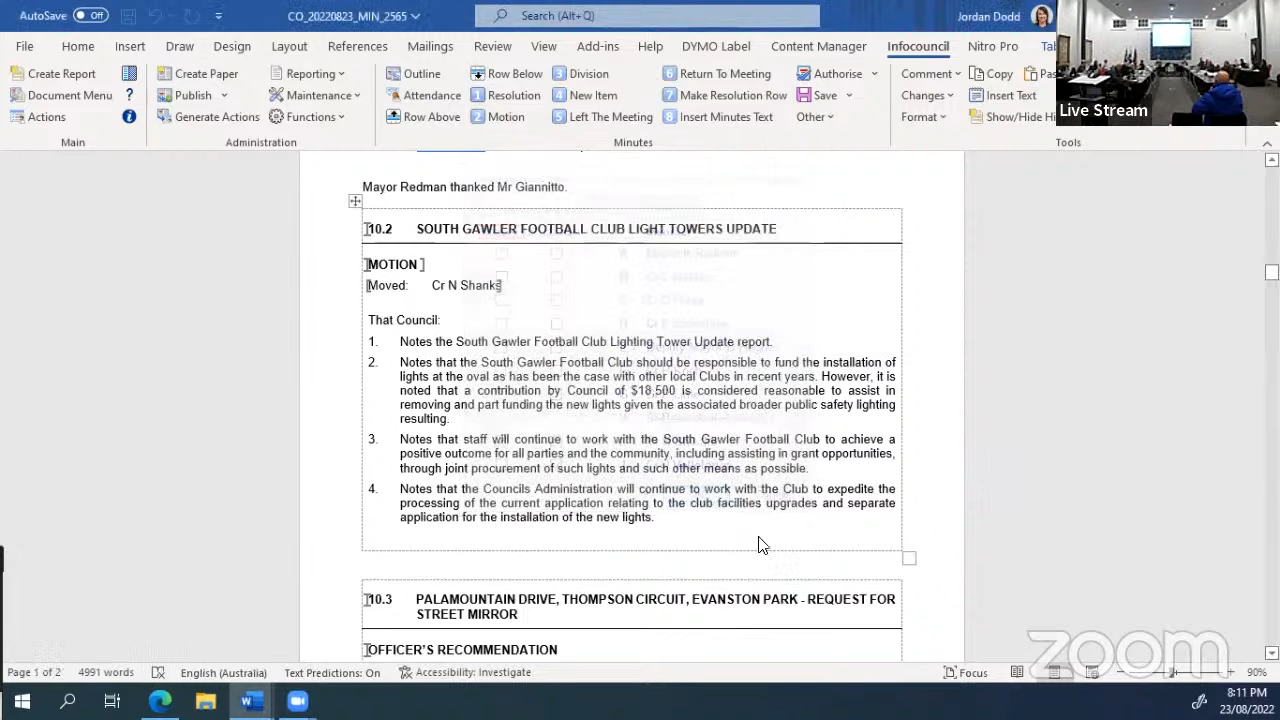 AutoSave Off CO_20220823_MIN_2565 Search (Alt+Q) Jordan Dodd
File Home Insert Draw Design Layout References Mailings Review View Add-ins Help DYMO Label Content Manager Infocouncil Nitro Pro
Create Report Create Paper Reporting Outline Row Below 3 Division 6 Return To Meeting Authorise Comment Copy
Document Menu ? Publish Maintenance Attendance 1 Resolution 4 New Item 7 Make Resolution Row Save Changes Insert Text
Actions Generate Actions Functions Row Above 2 Motion 5 Left The Meeting 8 Insert Minutes Text Other Format Show/Hide
Main Administration Minutes Tools
Live Stream
Mayor Redman thanked Mr Giannitto.
10.2 SOUTH GAWLER FOOTBALL CLUB LIGHT TOWERS UPDATE
MOTION
Moved: Cr N Shanks
That Council:
1. Notes the South Gawler Football Club Lighting Tower Update report.
2. Notes that the South Gawler Football Club should be responsible to fund the installation of
lights at the oval as has been the case with other local Clubs in recent years. However, it is
noted that a contribution by Council of $18,500 is considered reasonable to assist in
removing and part funding the new lights given the associated broader public safety lighting
resulting.
3. Notes that staff will continue to work with the South Gawler Football Club to achieve a
positive outcome for all parties and the community, including assisting in grant opportunities,
through joint procurement of such lights and such other means as possible.
4. Notes that the Councils Administration will continue to work with the Club to expedite the
processing of the current application relating to the club facilities upgrades and separate
application for the installation of the new lights.
10.3 PALAMOUNTAIN DRIVE, THOMPSON CIRCUIT, EVANSTON PARK - REQUEST FOR
STREET MIRROR
OFFICER'S RECOMMENDATION
zoom
Page 1 of 2 4991 words English (Australia) Text Predictions: On Accessibility: Investigate Focus 90%
8:11 PM
23/08/2022